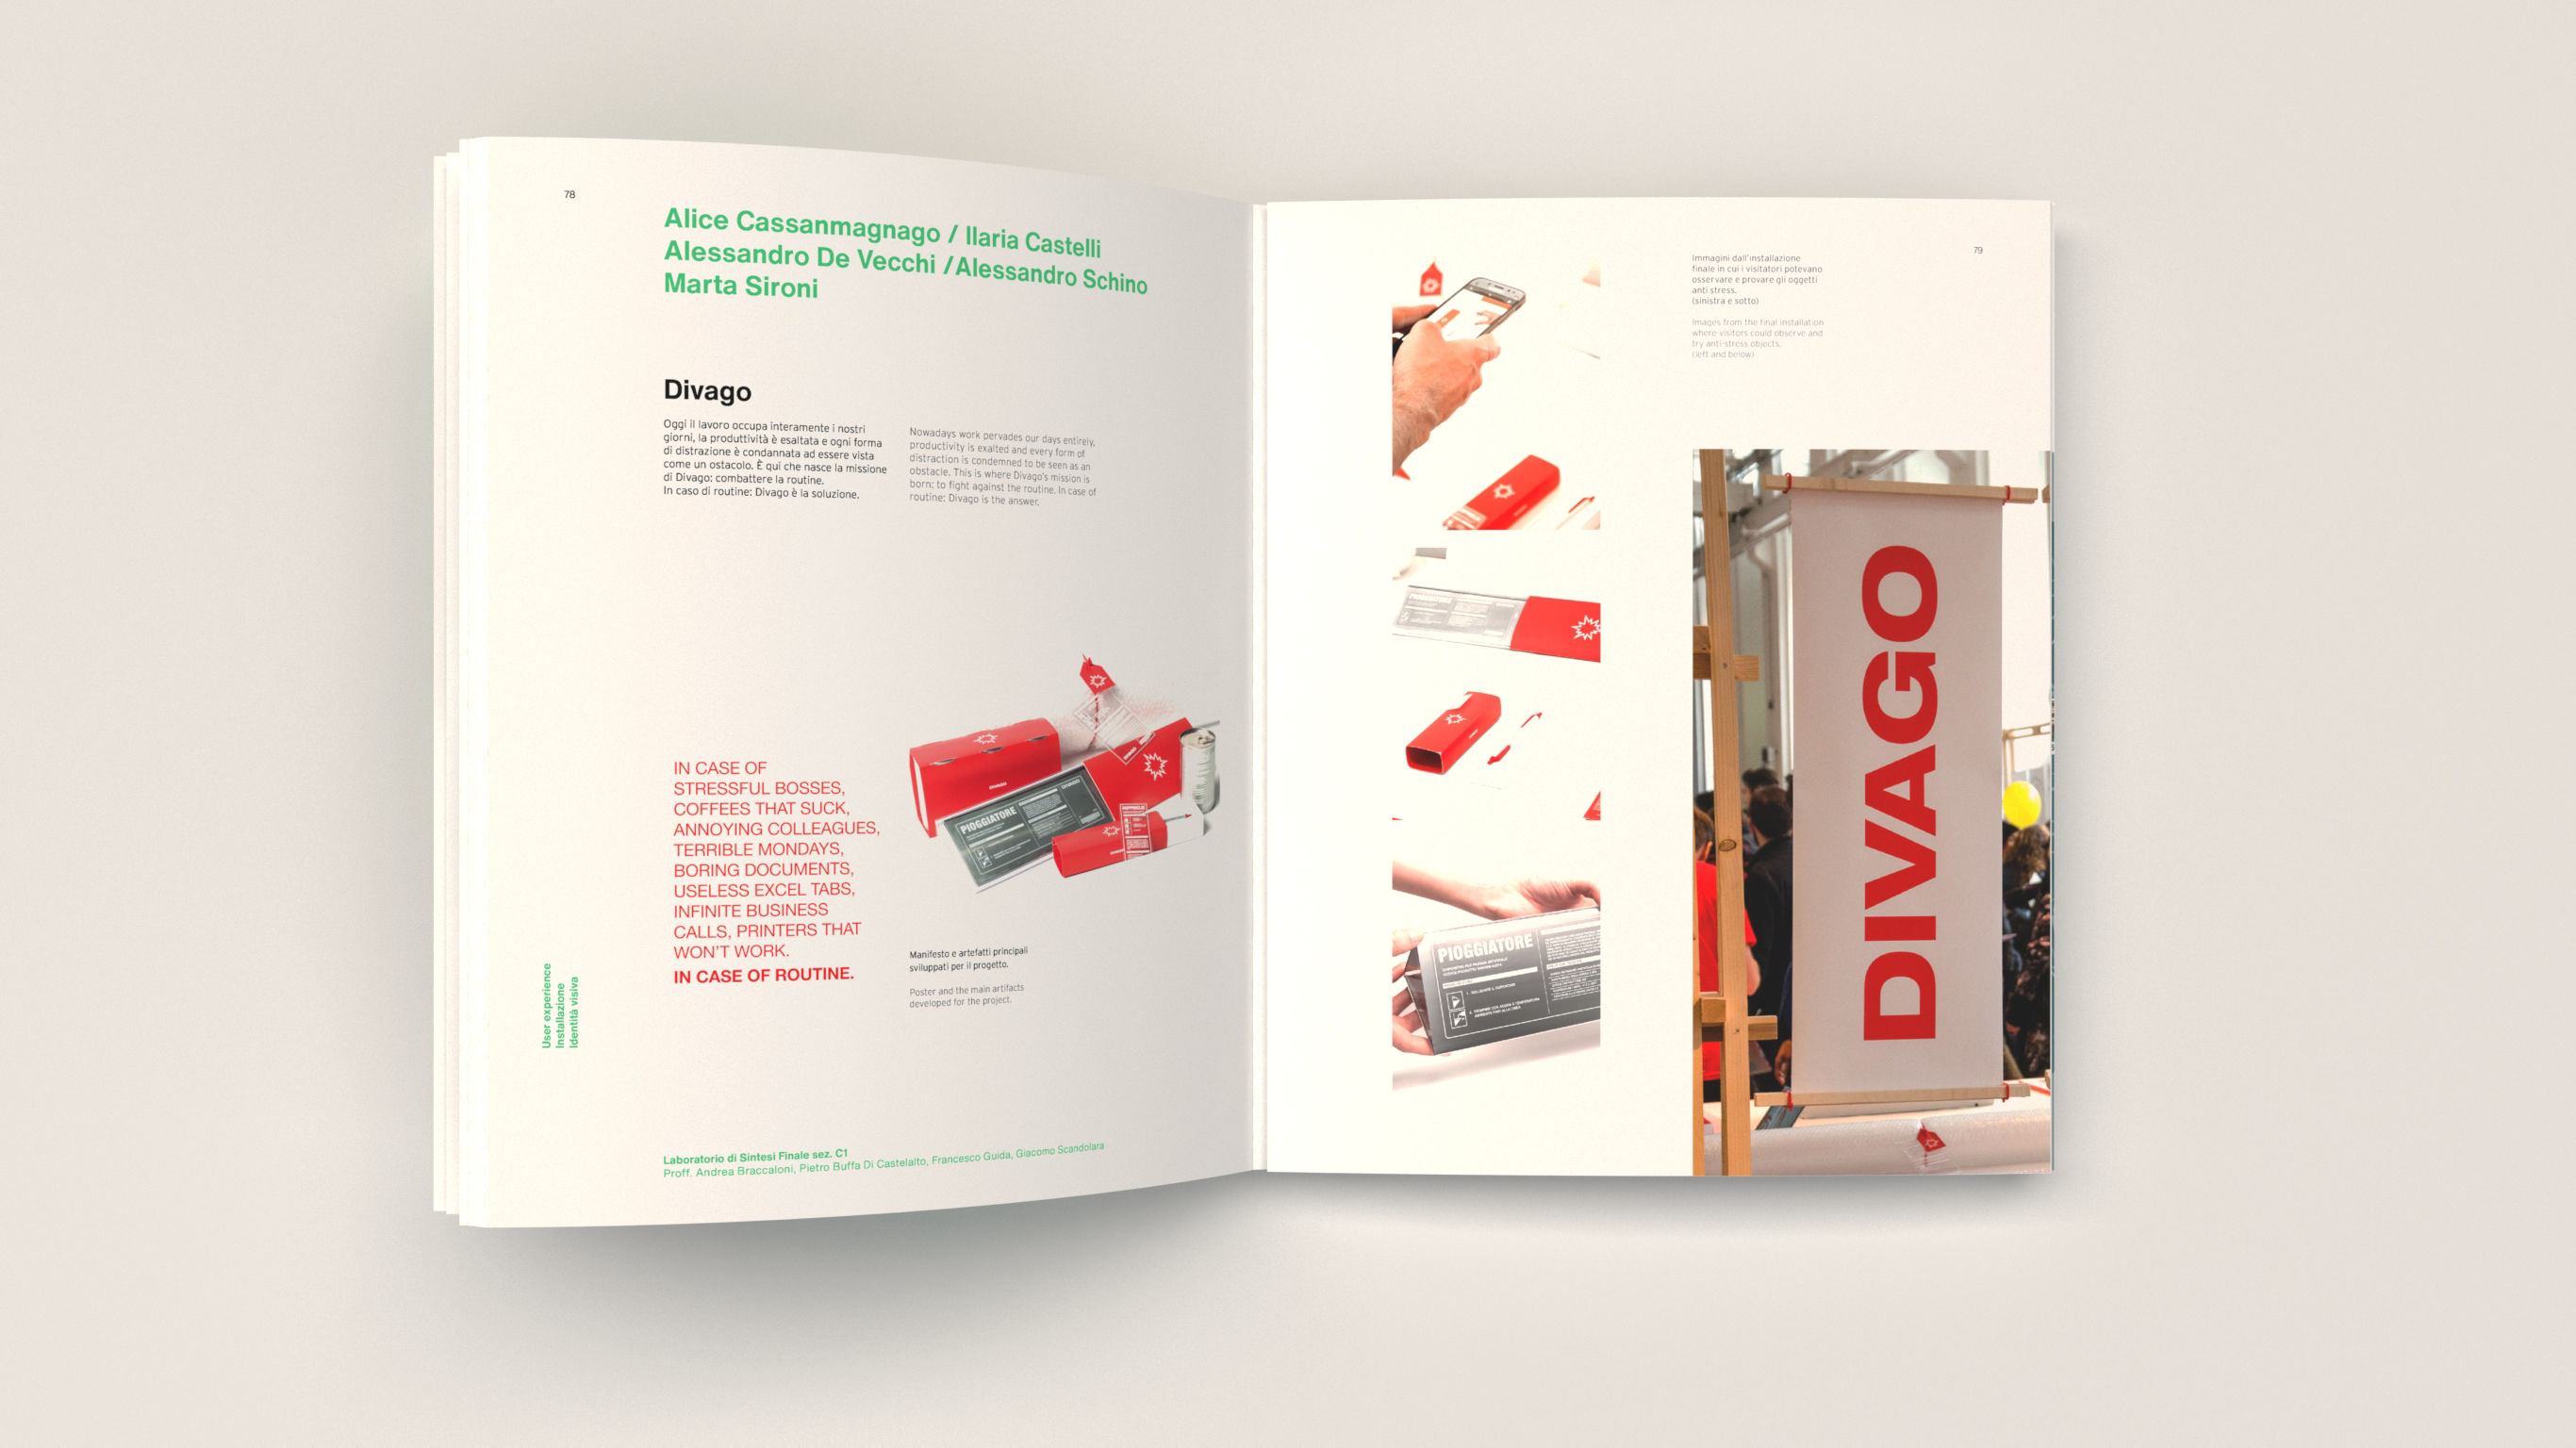 78
Alice Cassanmagnago / Ilaria Castelli
Alessandro De Vecchi /Alessandro Schino
Marta Sironi
Divago
Oggi il lavoro occupa interamente i nostri
giorni, la produttività è esaltata e ogni forma
di distrazione è condannata ad essere vista
come un ostacolo. È qui che nasce la missione
di Divago: combattere la routine.
In caso di routine: Divago è la soluzione.
Nowadays work pervades our days entirely,
productivity is exalted and every form of
distraction is condemned to be seen as an
obstacle. This is where Divago's mission is
born: to fight against the routine. In case of
routine: Divago is the answer.
IN CASE OF
STRESSFUL BOSSES,
COFFEES THAT SUCK,
ANNOYING COLLEAGUES,
TERRIBLE MONDAYS,
BORING DOCUMENTS,
USELESS EXCEL TABS,
INFINITE BUSINESS
CALLS, PRINTERS THAT
WON'T WORK.
IN CASE OF ROUTINE.
PIOGGIATORE
Manifesto e artefatti principali
sviluppati per il progetto.
Poster and the main artifacts
developed for the project.
User experience
Installazione
Identità visiva
Laboratorio di Sintesi Finale sez. C1
Proff. Andrea Braccaloni, Pietro Buffa Di Castelalto, Francesco Guida, Giacomo Scandolara
79
Immagini dall'installazione
finale in cui i visitatori potevano
osservare e provare gli oggetti
anti stress.
(sinistra e sotto)
Images from the final installation
where visitors could observe and
try anti-stress objects.
(left and below)
PIOGGIATORE
DIVAGO